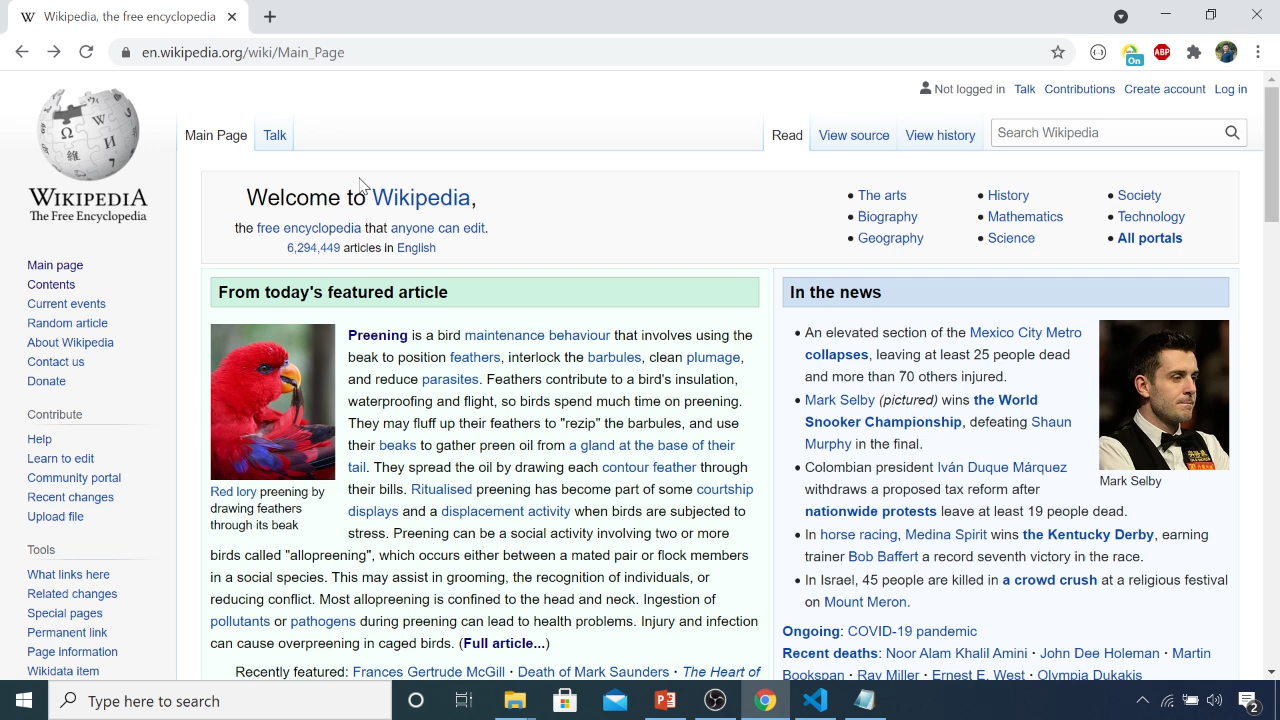 Wikipedia, the free encyclopedia
en.wikipedia.org/wiki/Main_Page
ABP
On
Not logged in Talk Contributions Create account Log in
Main Page Talk Read View source View history Search Wikipedia
WIKIPEDIA
The Free Encyclopedia
Main page
Contents
Current events
Random article
About Wikipedia
Contact us
Donate
Contribute
Help
Learn to edit
Community portal
Recent changes
Upload file
Tools
What links here
Related changes
Special pages
Permanent link
Page information
Wikidata item
Welcome to Wikipedia,
the free encyclopedia that anyone can edit.
6,294,449 articles in English
• The arts
• Biography
• Geography
• History
• Mathematics
• Science
• Society
• Technology
• All portals
From today's featured article
Red lory preening by
drawing feathers
through its beak
Preening is a bird maintenance behaviour that involves using the
beak to position feathers, interlock the barbules, clean plumage,
and reduce parasites. Feathers contribute to a bird's insulation,
waterproofing and flight, so birds spend much time on preening.
They may fluff up their feathers to "rezip" the barbules, and use
their beaks to gather preen oil from a gland at the base of their
tail. They spread the oil by drawing each contour feather through
their bills. Ritualised preening has become part of some courtship
displays and a displacement activity when birds are subjected to
stress. Preening can be a social activity involving two or more
birds called "allopreening", which occurs either between a mated pair or flock members
in a social species. This may assist in grooming, the recognition of individuals, or
reducing conflict. Most allopreening is confined to the head and neck. Ingestion of
pollutants or pathogens during preening can lead to health problems. Injury and infection
can cause overpreening in caged birds. (Full article...)
Recently featured: Frances Gertrude McGill · Death of Mark Saunders · The Heart of
In the news
• An elevated section of the Mexico City Metro
collapses, leaving at least 25 people dead
and more than 70 others injured.
• Mark Selby (pictured) wins the World
Snooker Championship, defeating Shaun
Murphy in the final.
• Colombian president Iván Duque Márquez
withdraws a proposed tax reform after
nationwide protests leave at least 19 people dead.
• In horse racing, Medina Spirit wins the Kentucky Derby, earning
trainer Bob Baffert a record seventh victory in the race.
• In Israel, 45 people are killed in a crowd crush at a religious festival
on Mount Meron.
Mark Selby
Ongoing: COVID-19 pandemic
Recent deaths: Noor Alam Khalil Amini · John Dee Holeman · Martin
Bookspan · Ray Miller · Ernest E. West · Olympia Dukakis
Type here to search
2